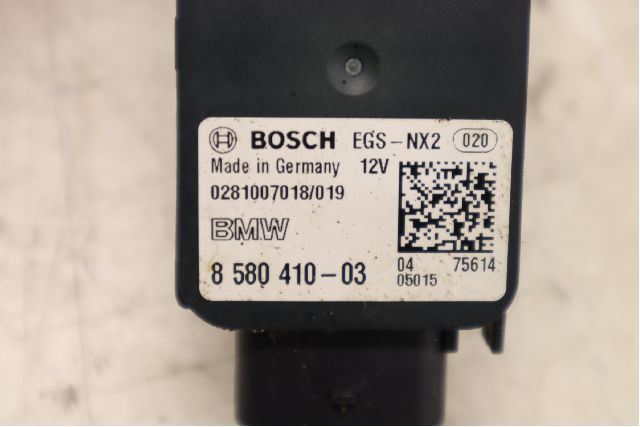 BOSCH EGS-NX2 020
Made in Germany 12V
0281007018/019
BMW
8 580 410-03
04 75614
05015